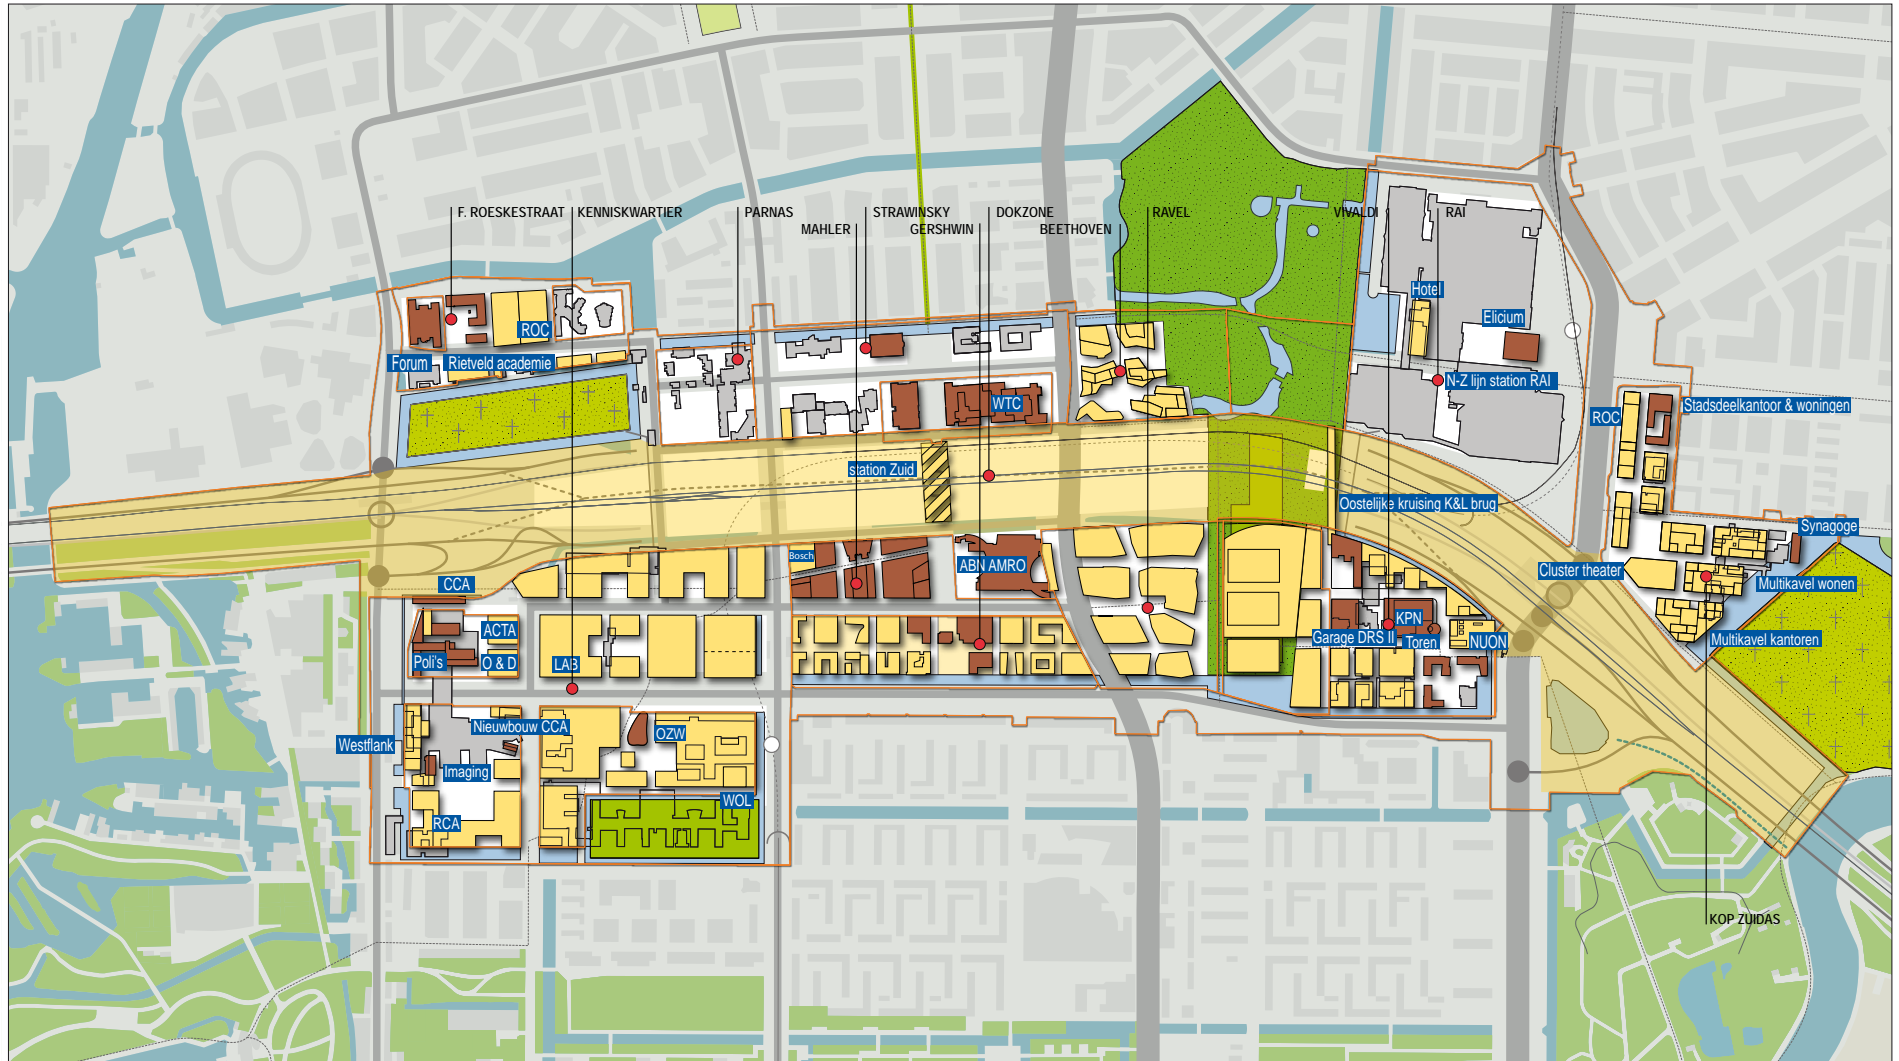 F. ROESKESTRAAT
KENNISKWARTIER
PARNAS
STRAWINSKY
DOKZONE
RAVEL
VIVALDI
RAI
MAHLER
GERSHWIN
BEETHOVEN
Hotel
Elicium
ROC
Forum
Rietveld academie
N-Z lijn station RAI
WTC
ROC
Stadsdeelkantoor & woningen
station Zuid
Oostelijke kruising K&L brug
Synagoge
Bosch
ABN AMRO
Cluster theater
CCA
Multikavel wonen
KPN
ACTA
Garage DRS II
Toren
NUON
Multikavel kantoren
Poli's
O & D
LAB
Nieuwbouw CCA
OZW
Westflank
Imaging
WOL
RCA
KOP ZUIDAS